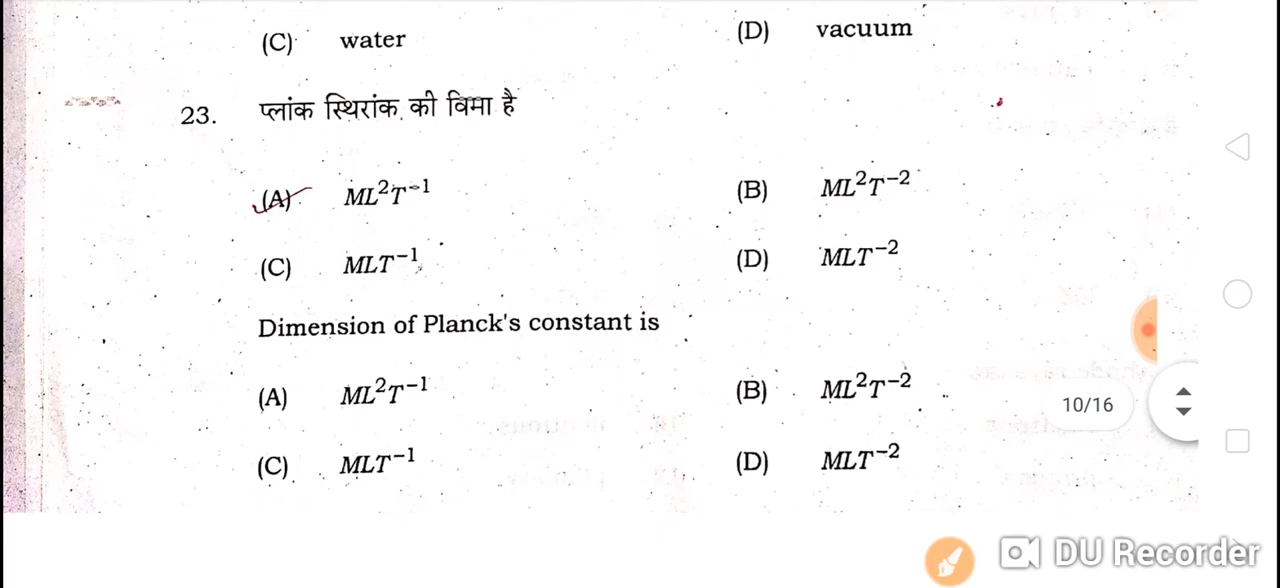 (C) water (D) vacuum
23. प्लांक स्थिरांक की विमा है
(A) ML²T⁻¹ (B) ML²T⁻²
(C) MLT⁻¹ (D) MLT⁻²
Dimension of Planck's constant is
(A) ML²T⁻¹ (B) ML²T⁻²
10/16
(C) MLT⁻¹ (D) MLT⁻²
DU Recorder